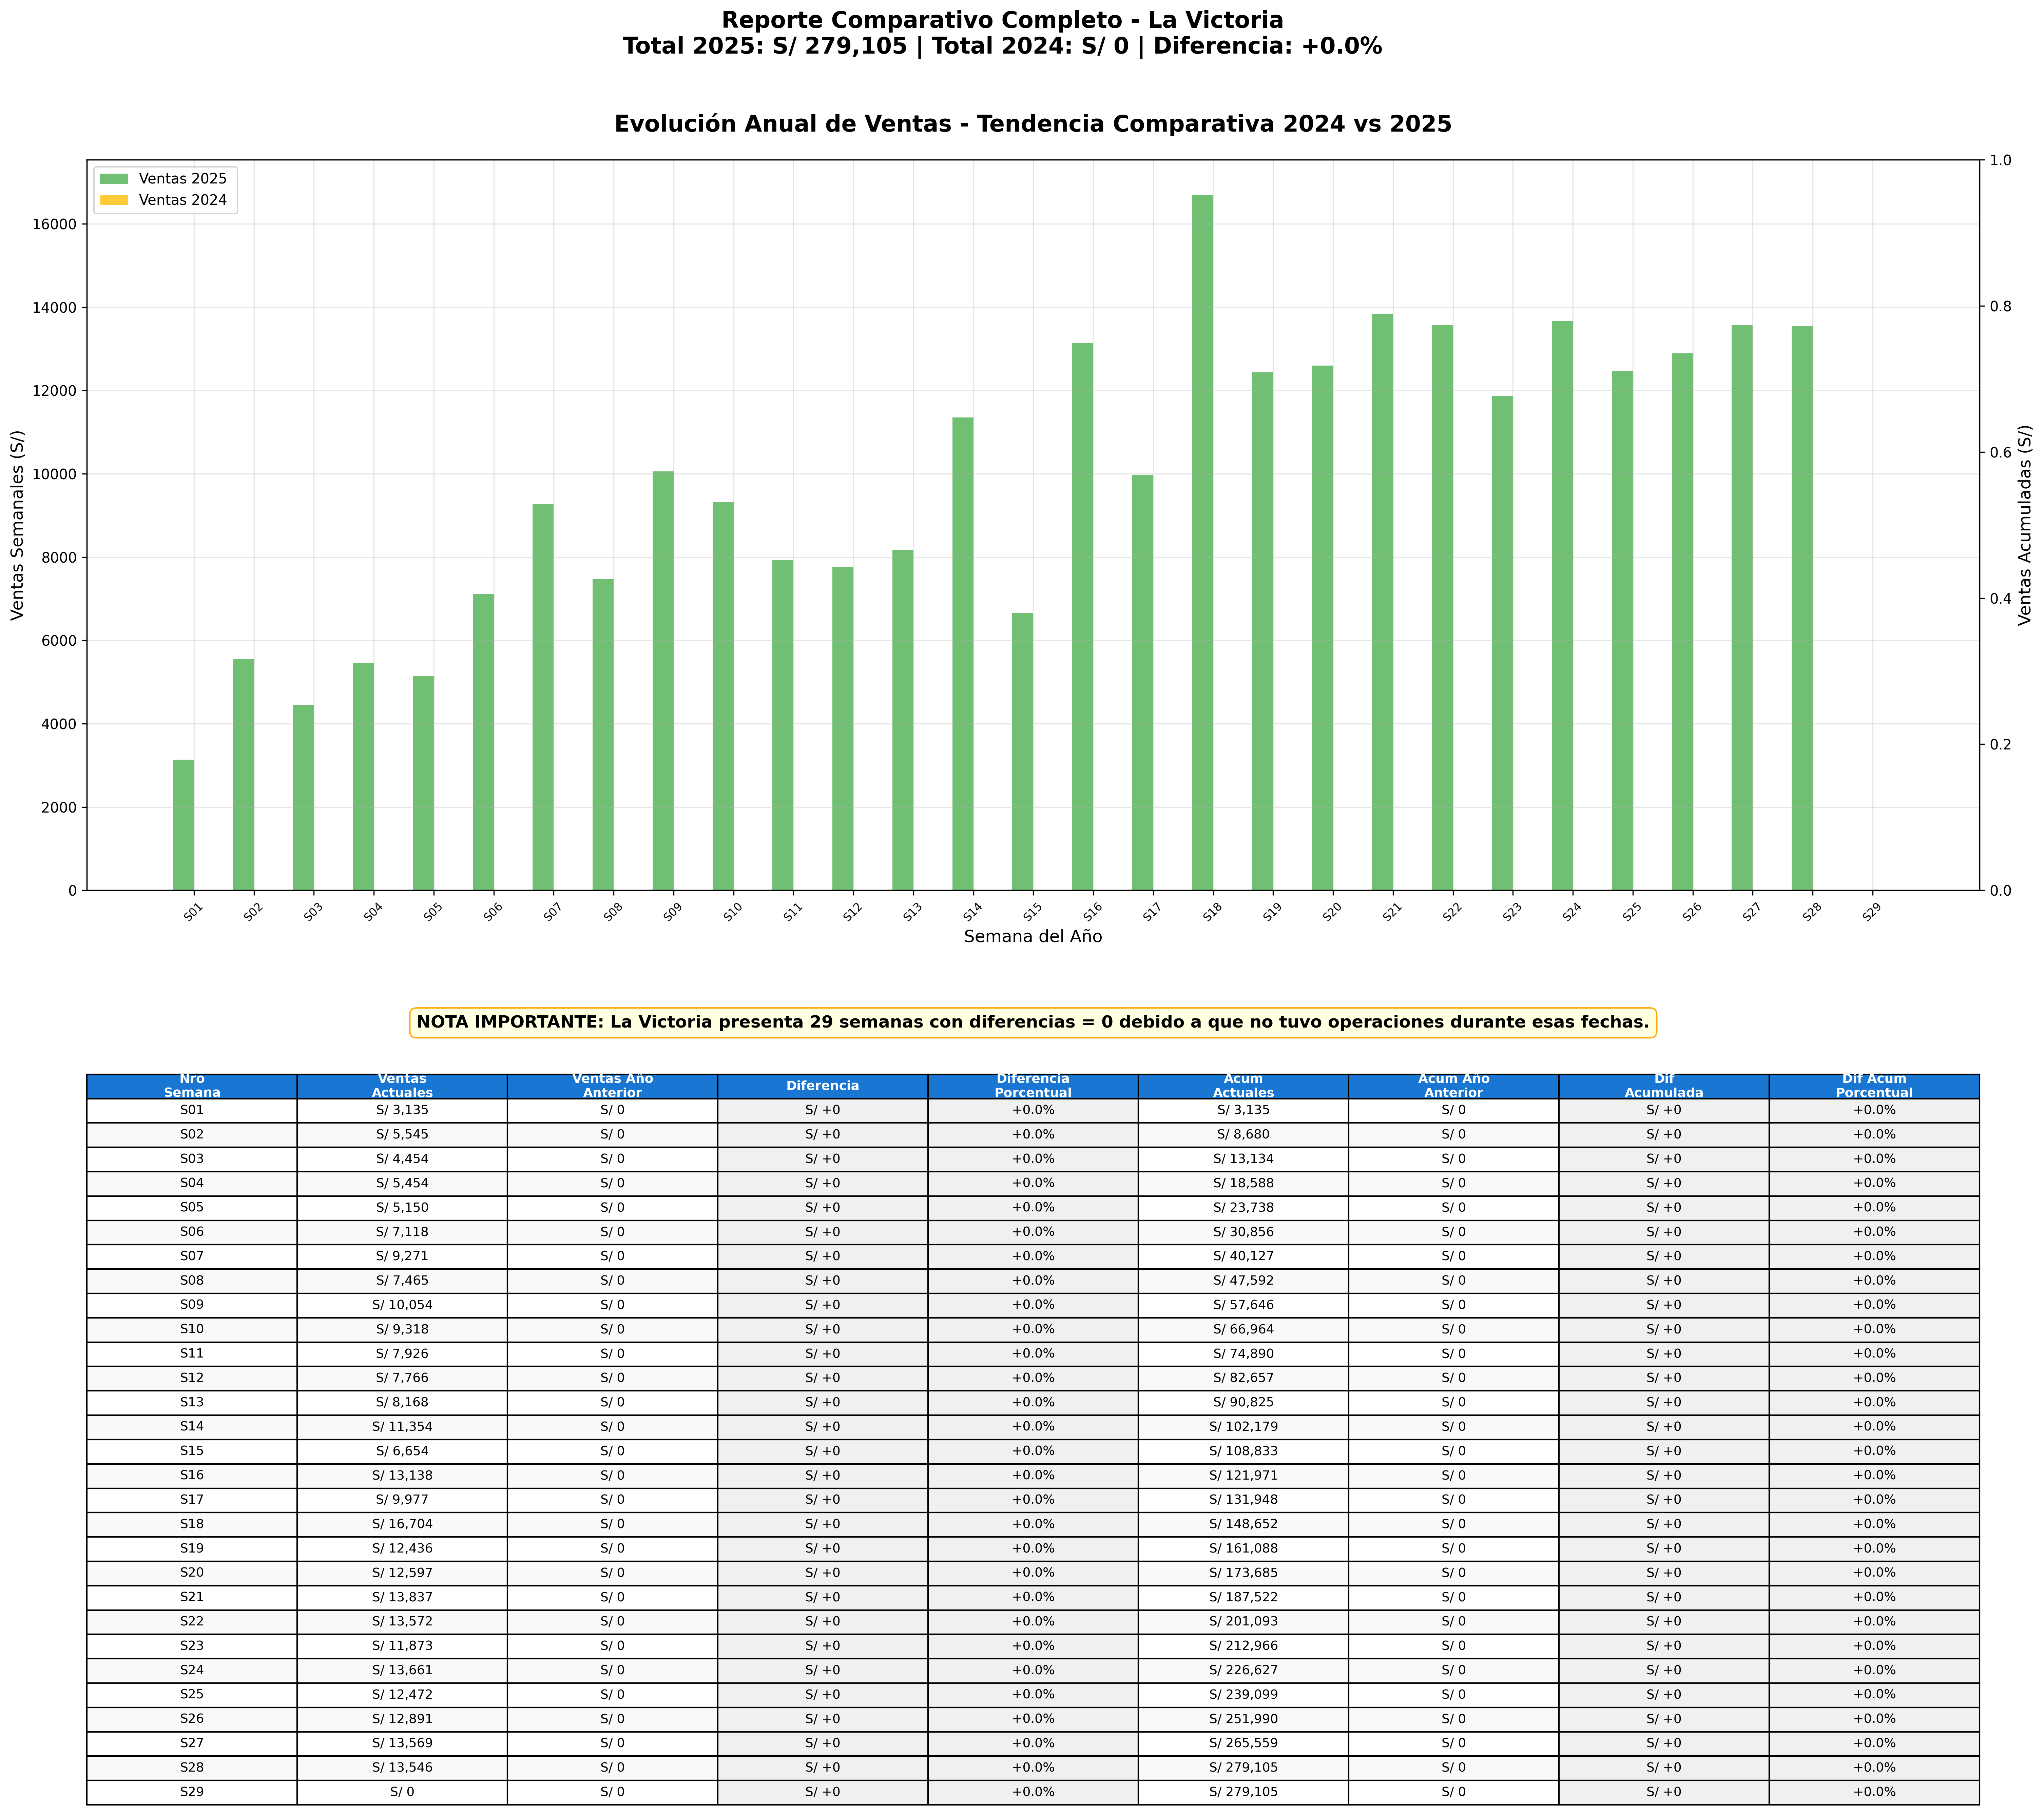 Reporte Comparativo Completo - La Victoria
Total 2025: S/ 279,105 | Total 2024: S/ 0 | Diferencia: +0.0%
Evolución Anual de Ventas - Tendencia Comparativa 2024 vs 2025
Ventas 2025
Ventas 2024
Ventas Semanales (S/)
16000
14000
12000
10000
8000
6000
4000
2000
0
1.0
0.8
0.6
0.4
0.2
0.0
Ventas Acumuladas (S/)
S01 S02 S03 S04 S05 S06 S07 S08 S09 S10 S11 S12 S13 S14 S15 S16 S17 S18 S19 S20 S21 S22 S23 S24 S25 S26 S27 S28 S29
Semana del Año
NOTA IMPORTANTE: La Victoria presenta 29 semanas con diferencias = 0 debido a que no tuvo operaciones durante esas fechas.
Nro Semana Ventas Actuales Ventas Año Anterior Diferencia Diferencia Porcentual Acum Actuales Acum Año Anterior Dif Acumulada Dif Acum Porcentual
S01 S/ 3,135 S/ 0 S/ +0 +0.0% S/ 3,135 S/ 0 S/ +0 +0.0%
S02 S/ 5,545 S/ 0 S/ +0 +0.0% S/ 8,680 S/ 0 S/ +0 +0.0%
S03 S/ 4,454 S/ 0 S/ +0 +0.0% S/ 13,134 S/ 0 S/ +0 +0.0%
S04 S/ 5,454 S/ 0 S/ +0 +0.0% S/ 18,588 S/ 0 S/ +0 +0.0%
S05 S/ 5,150 S/ 0 S/ +0 +0.0% S/ 23,738 S/ 0 S/ +0 +0.0%
S06 S/ 7,118 S/ 0 S/ +0 +0.0% S/ 30,856 S/ 0 S/ +0 +0.0%
S07 S/ 9,271 S/ 0 S/ +0 +0.0% S/ 40,127 S/ 0 S/ +0 +0.0%
S08 S/ 7,465 S/ 0 S/ +0 +0.0% S/ 47,592 S/ 0 S/ +0 +0.0%
S09 S/ 10,054 S/ 0 S/ +0 +0.0% S/ 57,646 S/ 0 S/ +0 +0.0%
S10 S/ 9,318 S/ 0 S/ +0 +0.0% S/ 66,964 S/ 0 S/ +0 +0.0%
S11 S/ 7,926 S/ 0 S/ +0 +0.0% S/ 74,890 S/ 0 S/ +0 +0.0%
S12 S/ 7,766 S/ 0 S/ +0 +0.0% S/ 82,657 S/ 0 S/ +0 +0.0%
S13 S/ 8,168 S/ 0 S/ +0 +0.0% S/ 90,825 S/ 0 S/ +0 +0.0%
S14 S/ 11,354 S/ 0 S/ +0 +0.0% S/ 102,179 S/ 0 S/ +0 +0.0%
S15 S/ 6,654 S/ 0 S/ +0 +0.0% S/ 108,833 S/ 0 S/ +0 +0.0%
S16 S/ 13,138 S/ 0 S/ +0 +0.0% S/ 121,971 S/ 0 S/ +0 +0.0%
S17 S/ 9,977 S/ 0 S/ +0 +0.0% S/ 131,948 S/ 0 S/ +0 +0.0%
S18 S/ 16,704 S/ 0 S/ +0 +0.0% S/ 148,652 S/ 0 S/ +0 +0.0%
S19 S/ 12,436 S/ 0 S/ +0 +0.0% S/ 161,088 S/ 0 S/ +0 +0.0%
S20 S/ 12,597 S/ 0 S/ +0 +0.0% S/ 173,685 S/ 0 S/ +0 +0.0%
S21 S/ 13,837 S/ 0 S/ +0 +0.0% S/ 187,522 S/ 0 S/ +0 +0.0%
S22 S/ 13,572 S/ 0 S/ +0 +0.0% S/ 201,093 S/ 0 S/ +0 +0.0%
S23 S/ 11,873 S/ 0 S/ +0 +0.0% S/ 212,966 S/ 0 S/ +0 +0.0%
S24 S/ 13,661 S/ 0 S/ +0 +0.0% S/ 226,627 S/ 0 S/ +0 +0.0%
S25 S/ 12,472 S/ 0 S/ +0 +0.0% S/ 239,099 S/ 0 S/ +0 +0.0%
S26 S/ 12,891 S/ 0 S/ +0 +0.0% S/ 251,990 S/ 0 S/ +0 +0.0%
S27 S/ 13,569 S/ 0 S/ +0 +0.0% S/ 265,559 S/ 0 S/ +0 +0.0%
S28 S/ 13,546 S/ 0 S/ +0 +0.0% S/ 279,105 S/ 0 S/ +0 +0.0%
S29 S/ 0 S/ 0 S/ +0 +0.0% S/ 279,105 S/ 0 S/ +0 +0.0%